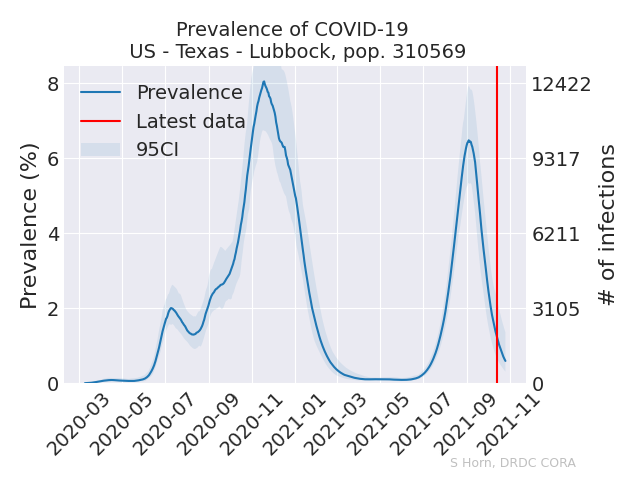 Prevalence of COVID-19
US - Texas - Lubbock, pop. 310569
Prevalence
Latest data
95CI
8
6
4
2
0
Prevalence (%)
12422
9317
6211
3105
0
# of infections
2020-03
2020-05
2020-07
2020-09
2020-11
2021-01
2021-03
2021-05
2021-07
2021-09
2021-11
S Horn, DRDC CORA